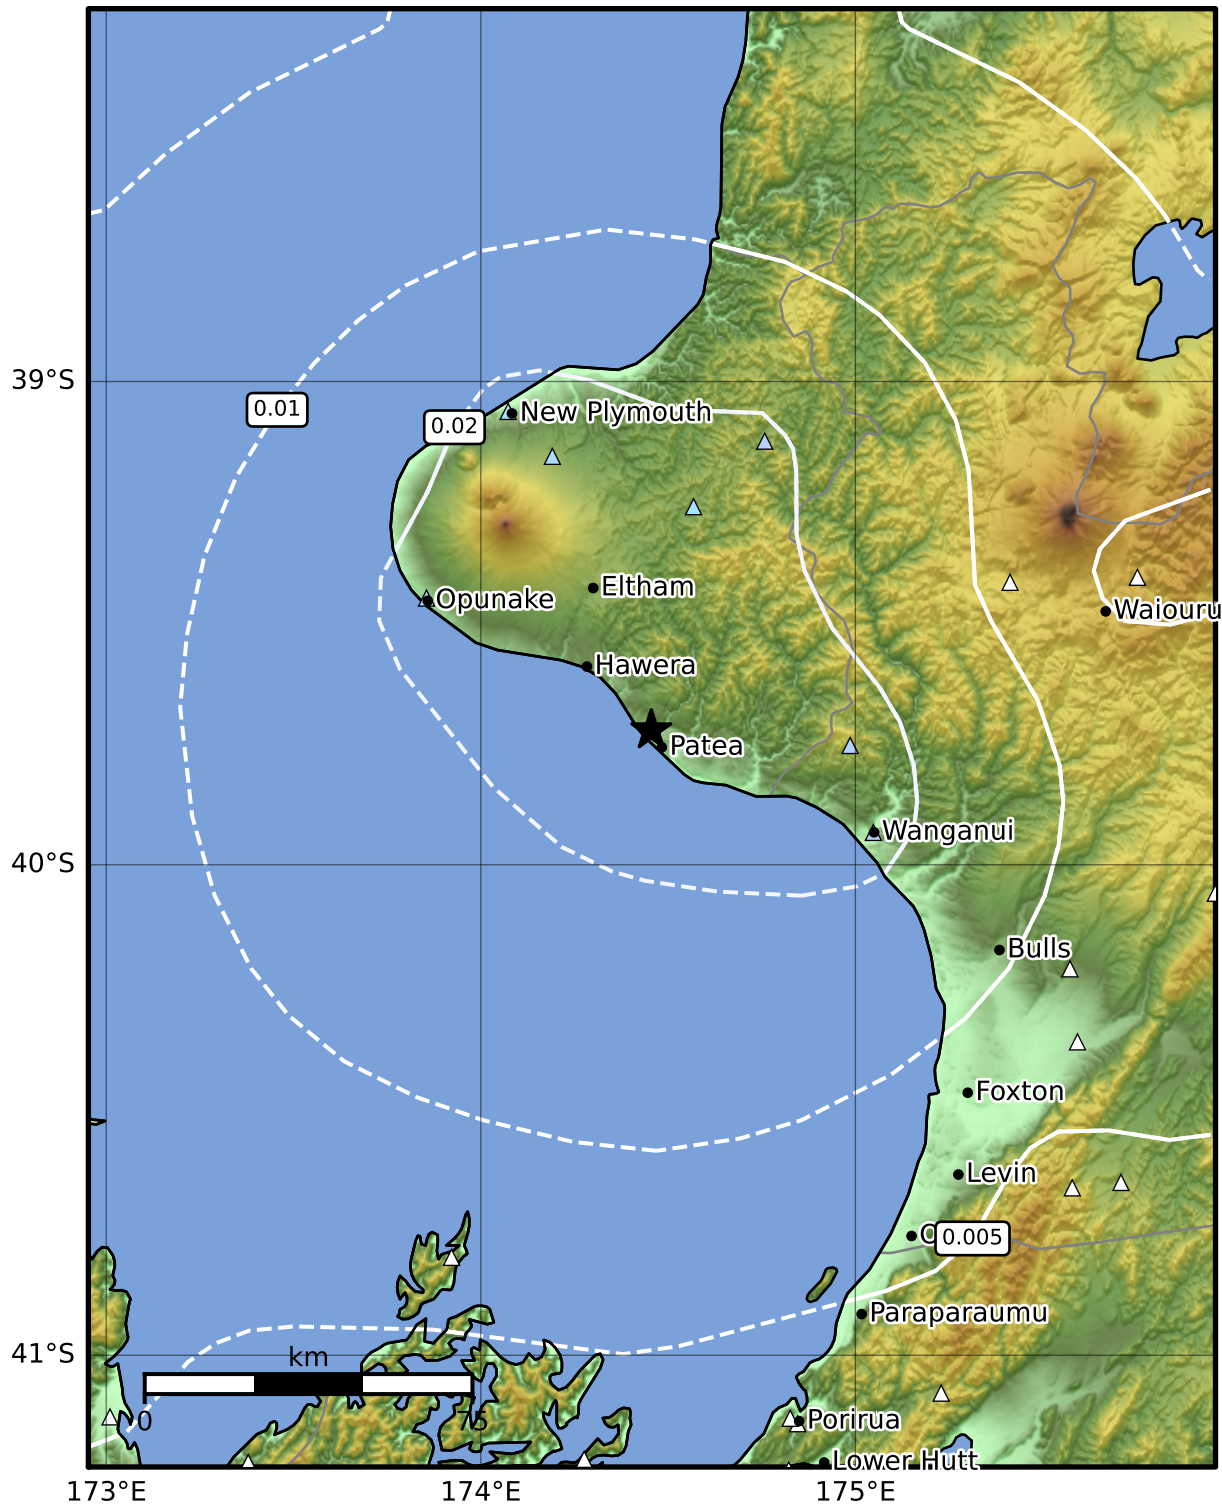 39°S
0.01
0.02
New Plymouth
Eltham
Opunake
Waiouru
Hawera
Patea
Wanganui
40°S
Bulls
Foxton
Levin
0.005
Paraparaumu
41°S
km
0
75
Porirua
Lower Hutt
173°E
174°E
175°E